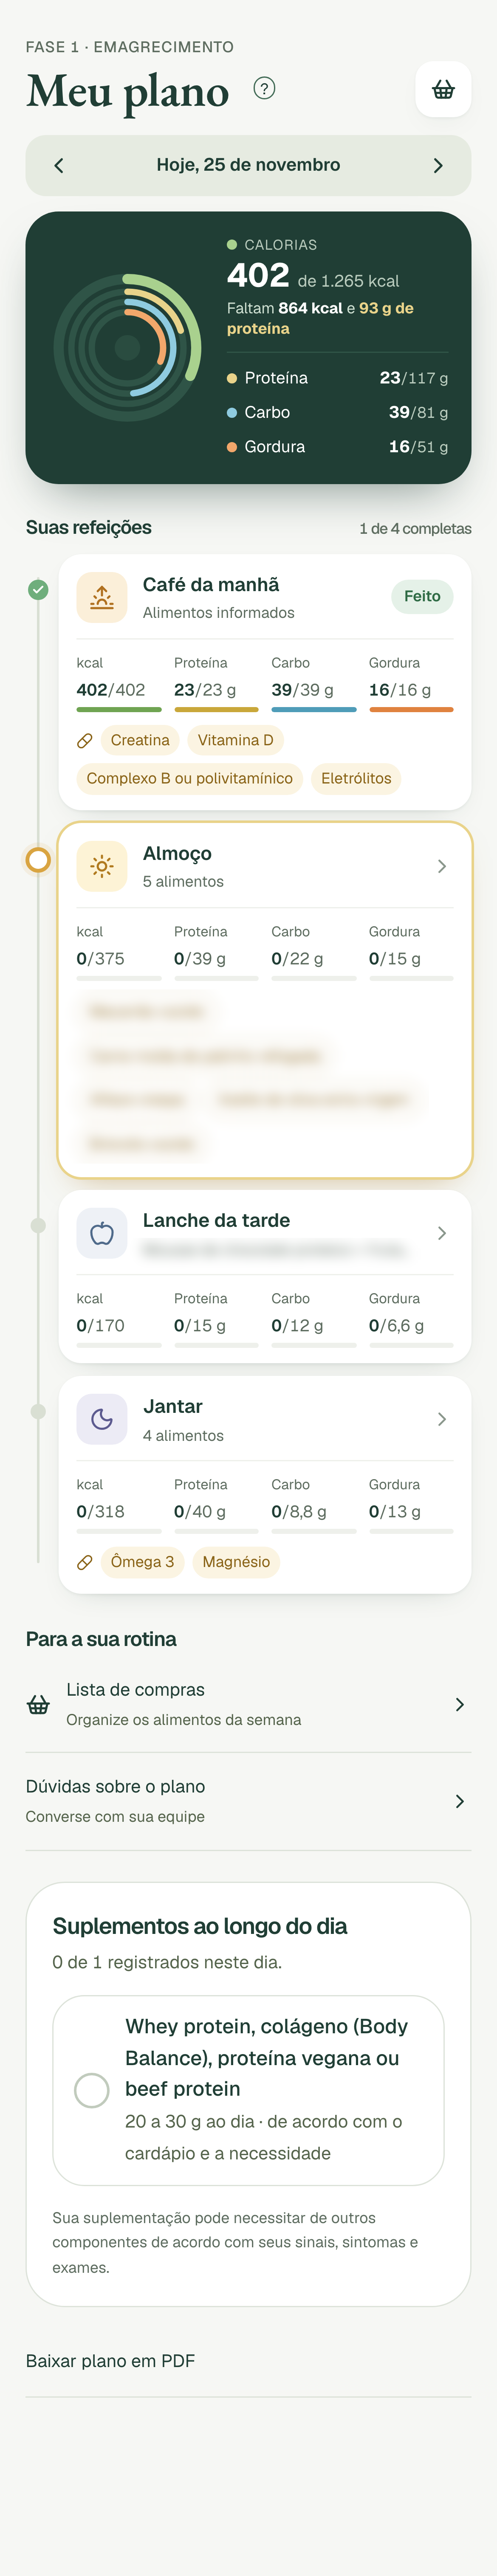 FASE 1 · EMAGRECIMENTO
Meu plano ?
Hoje, 25 de novembro
CALORIAS
402 de 1.265 kcal
Faltam 864 kcal e 93 g de
proteína
Proteína 23/117 g
Carbo 39/81 g
Gordura 16/51 g
Suas refeições 1 de 4 completas
Café da manhã Feito
Alimentos informados
kcal Proteína Carbo Gordura
402/402 23/23 g 39/39 g 16/16 g
Creatina Vitamina D
Complexo B ou polivitamínico Eletrólitos
Almoço
5 alimentos
kcal Proteína Carbo Gordura
0/375 0/39 g 0/22 g 0/15 g
Lanche da tarde
kcal Proteína Carbo Gordura
0/170 0/15 g 0/12 g 0/6,6 g
Jantar
4 alimentos
kcal Proteína Carbo Gordura
0/318 0/40 g 0/8,8 g 0/13 g
Ômega 3 Magnésio
Para a sua rotina
Lista de compras
Organize os alimentos da semana
Dúvidas sobre o plano
Converse com sua equipe
Suplementos ao longo do dia
0 de 1 registrados neste dia.
Whey protein, colágeno (Body
Balance), proteína vegana ou
beef protein
20 a 30 g ao dia · de acordo com o
cardápio e a necessidade
Sua suplementação pode necessitar de outros
componentes de acordo com seus sinais, sintomas e
exames.
Baixar plano em PDF